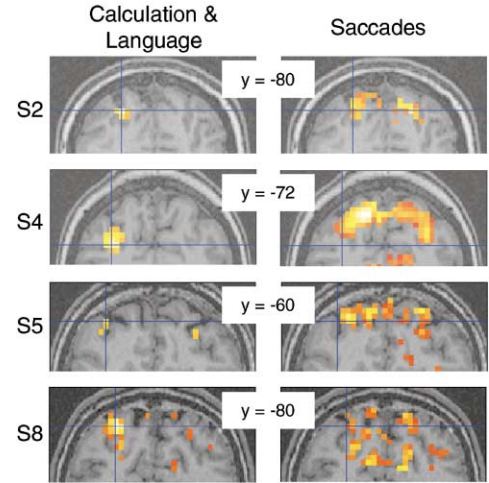 Calculation &
Language
Saccades
S2
y = -80
S4
y = -72
S5
y = -60
S8
y = -80